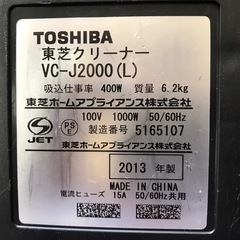 TOSHIBA
東芝クリーナー
VC-J2000(L)
吸込仕事率 400W 質量 6.2kg
東芝ホームアプライアンス株式会社
100V 1000W 50/60Hz
製造番号 5165107
S JET
PS E
東芝ホームアプライアンス株式会社
2013 年製
MADE IN CHINA
電流ヒューズ 15A 50/60Hz共用